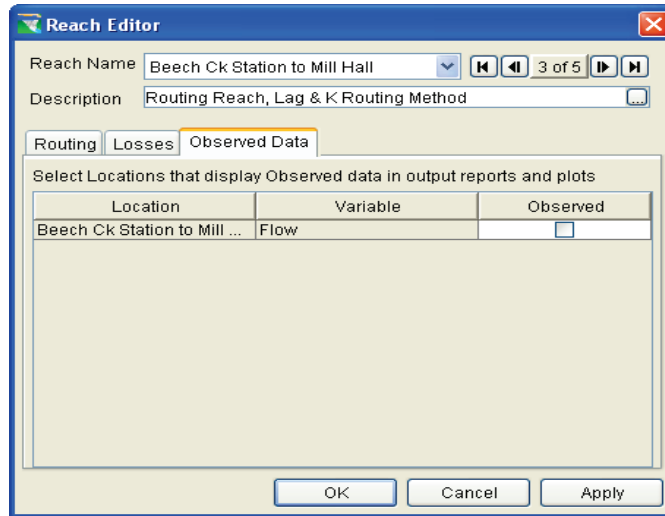 Reach Editor
Reach Name Beech Ck Station to Mill Hall 3 of 5
Description Routing Reach, Lag & K Routing Method ...
Routing Losses Observed Data
Select Locations that display Observed data in output reports and plots
Location Variable Observed
Beech Ck Station to Mill ... Flow
OK Cancel Apply